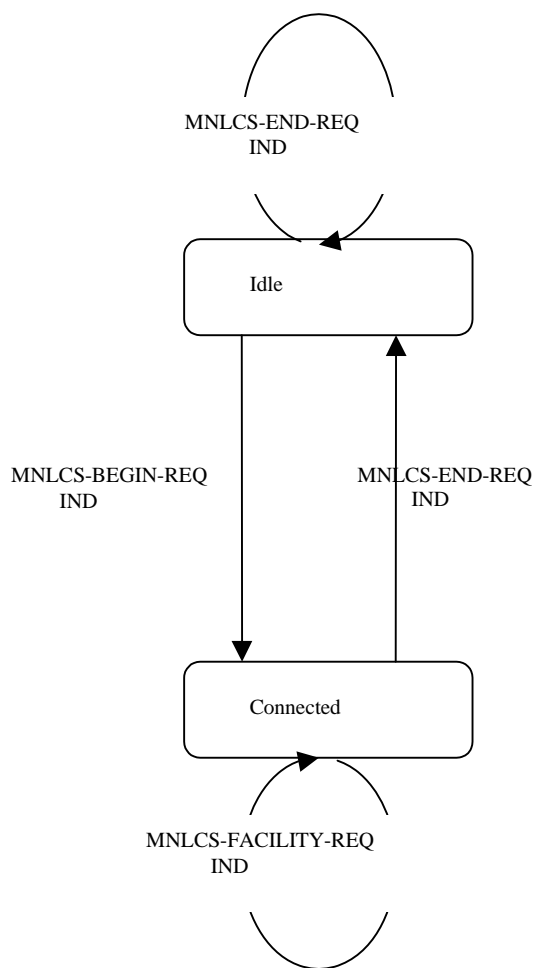 MNLCS-END-REQ
IND
Idle
MNLCS-BEGIN-REQ
IND
MNLCS-END-REQ
IND
Connected
MNLCS-FACILITY-REQ
IND